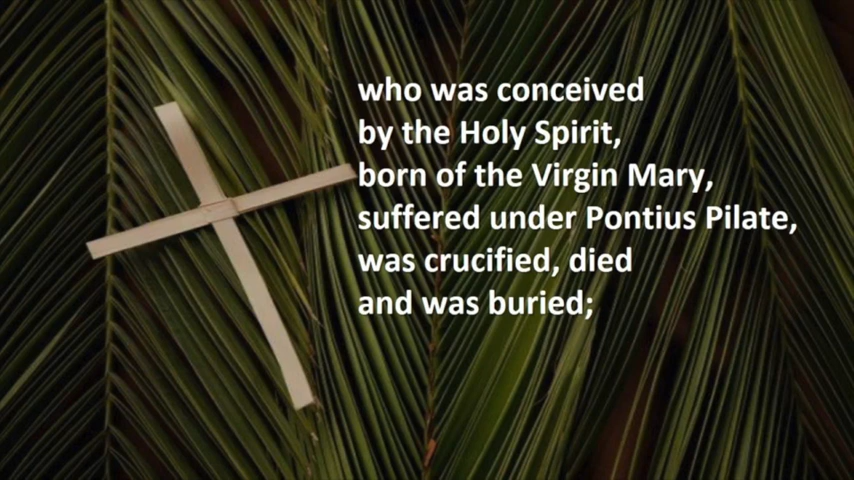 who was conceived
by the Holy Spirit,
born of the Virgin Mary,
suffered under Pontius Pilate,
was crucified, died
and was buried;